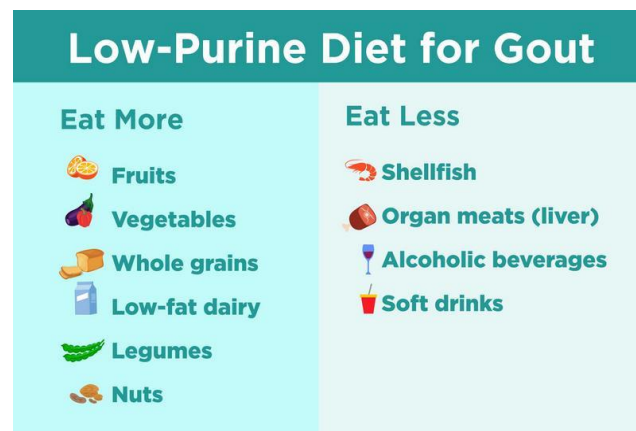 Low-Purine Diet for Gout
Eat More
Fruits
Vegetables
Whole grains
Low-fat dairy
Legumes
Nuts
Eat Less
Shellfish
Organ meats (liver)
Alcoholic beverages
Soft drinks